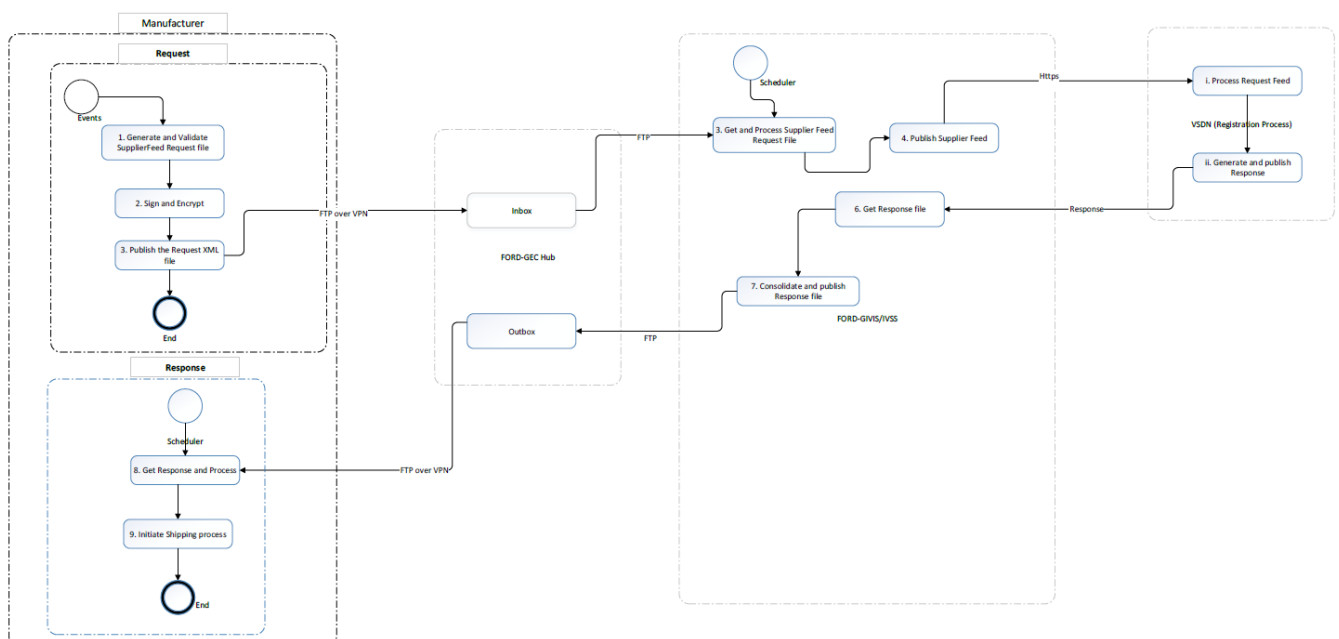 Manufacturer
Request
Events
1. Generate and Validate
SupplierFeed Request file
2. Sign and Encrypt
3. Publish the Request XML
file
End
FTP over VPN
Inbox
FORD-GEC Hub
Outbox
FTP
Scheduler
3. Get and Process Supplier Feed
Request File
4. Publish Supplier Feed
Https
i. Process Request Feed
VSDN (Registration Process)
ii. Generate and publish
Response
Response
6. Get Response file
7. Consolidate and publish
Response file
FORD-GIVIS/IVSS
FTP
Response
Scheduler
8. Get Response and Process
FTP over VPN
9. Initiate Shipping process
End